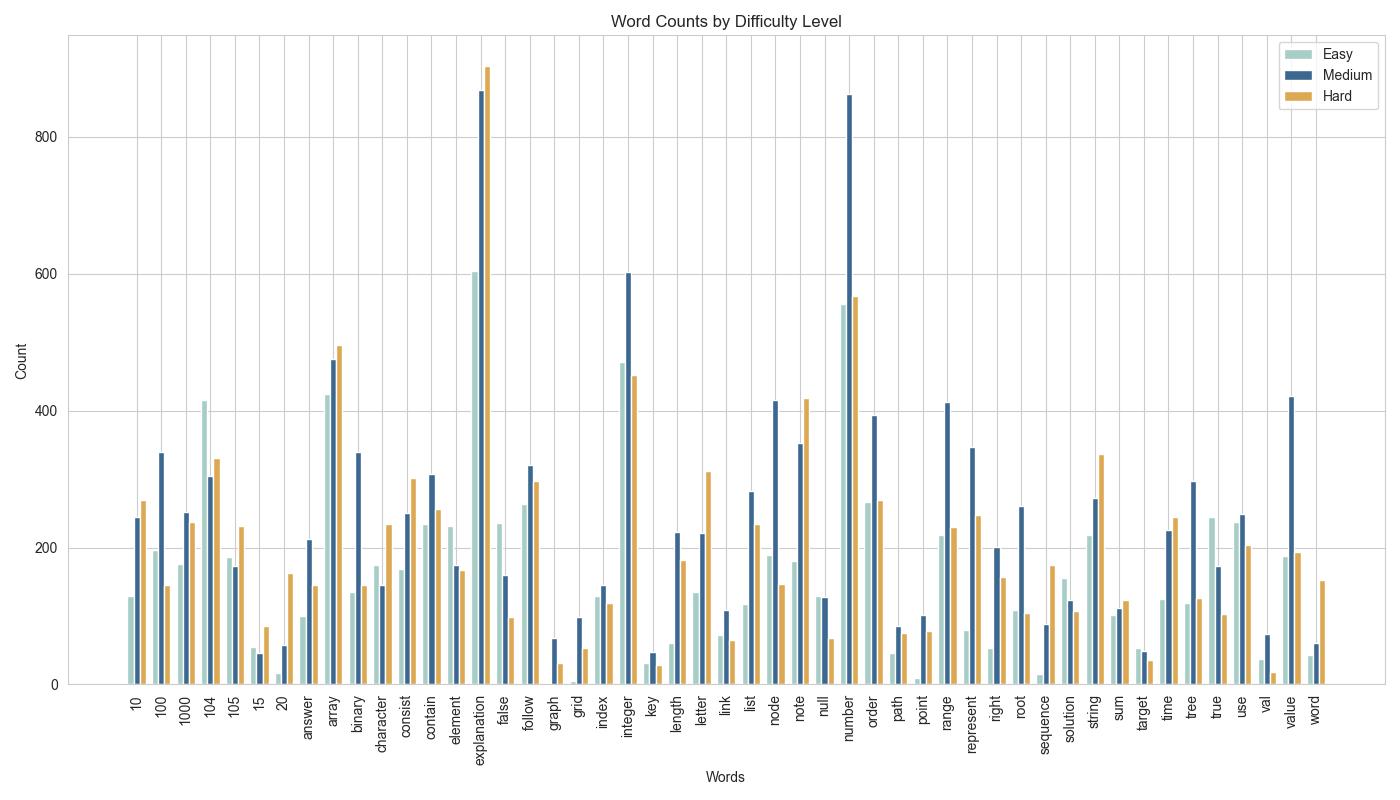 Word Counts by Difficulty Level
Easy
Medium
Hard
Count
800
600
400
200
0
10
100
1000
104
105
15
20
answer
array
binary
character
consist
contain
element
explanation
false
follow
graph
grid
index
integer
key
length
letter
link
list
node
note
null
number
order
path
point
range
represent
right
root
sequence
solution
string
sum
target
time
tree
true
use
val
value
word
Words